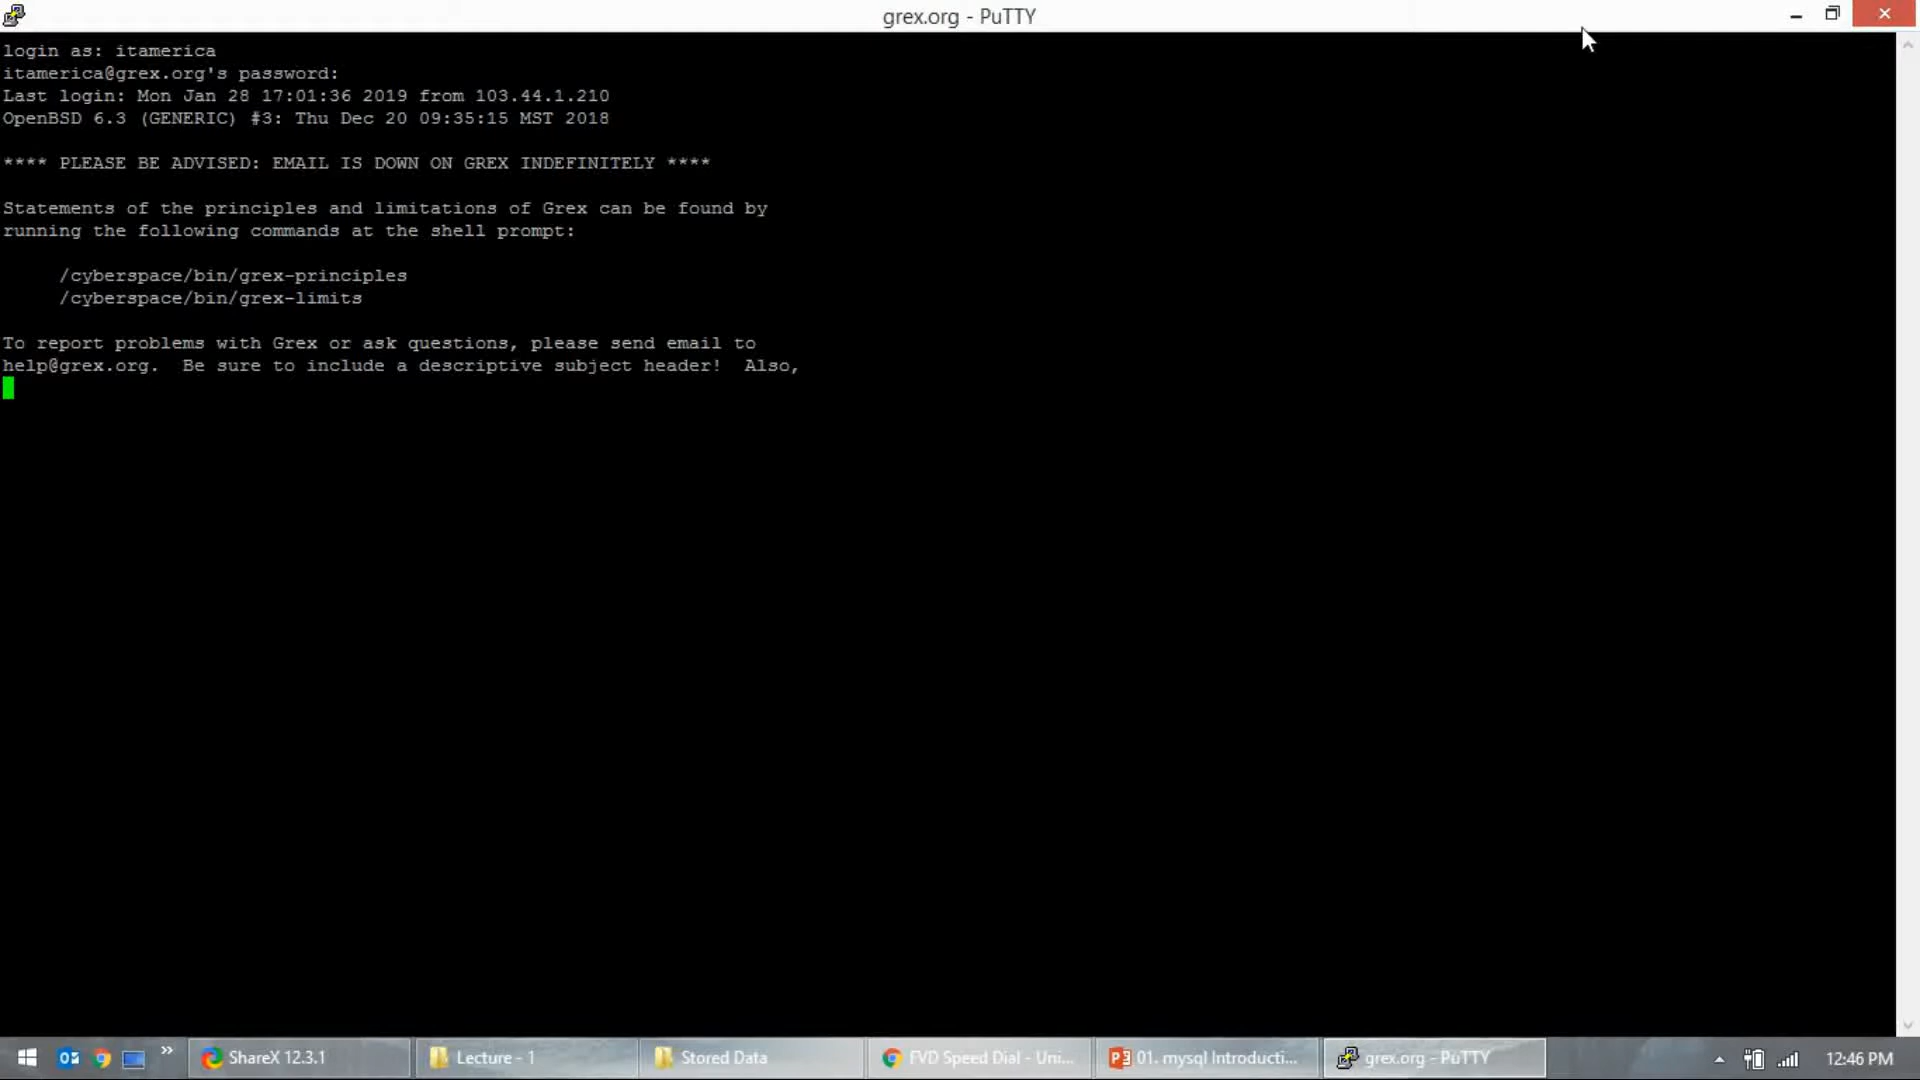 grex.org - PuTTY
login as: itamerica
itamerica@grex.org's password:
Last login: Mon Jan 28 17:01:36 2019 from 103.44.1.210
OpenBSD 6.3 (GENERIC) #3: Thu Dec 20 09:35:15 MST 2018
**** PLEASE BE ADVISED: EMAIL IS DOWN ON GREX INDEFINITELY ****
Statements of the principles and limitations of Grex can be found by
running the following commands at the shell prompt:
/cyberspace/bin/grex-principles
/cyberspace/bin/grex-limits
To report problems with Grex or ask questions, please send email to
help@grex.org.  Be sure to include a descriptive subject header!  Also,
» ShareX 12.3.1 Lecture - 1 Stored Data FVD Speed Dial - Uni... 01. mysql Introducti... grex.org - PuTTY 12:46 PM